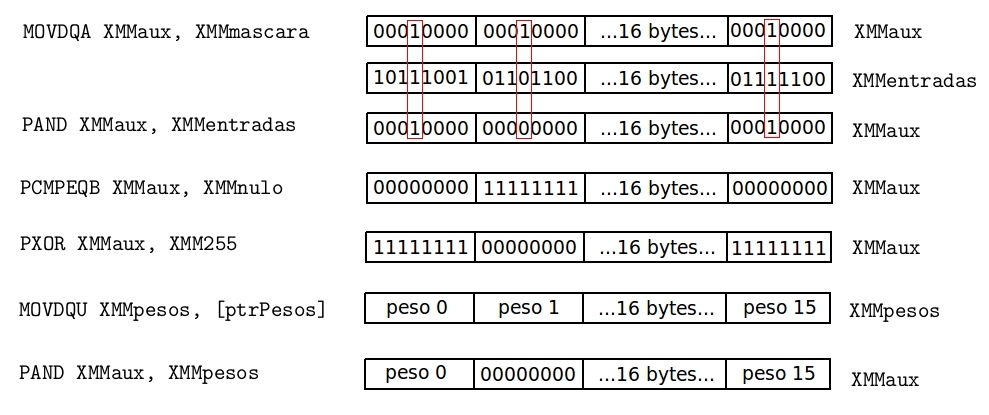 MOVDQA XMMaux, XMMmascara 00010000 00010000 ...16 bytes... 00010000 XMMaux
10111001 01101100 ...16 bytes... 01111100 XMMentradas
PAND XMMaux, XMMentradas 00010000 00000000 ...16 bytes... 00010000 XMMaux
PCMPEQB XMMaux, XMMnulo 00000000 11111111 ...16 bytes... 00000000 XMMaux
PXOR XMMaux, XMM255 11111111 00000000 ...16 bytes... 11111111 XMMaux
MOVDQU XMMpesos, [ptrPesos] peso 0 peso 1 ...16 bytes... peso 15 XMMpesos
PAND XMMaux, XMMpesos peso 0 00000000 ...16 bytes... peso 15 XMMaux